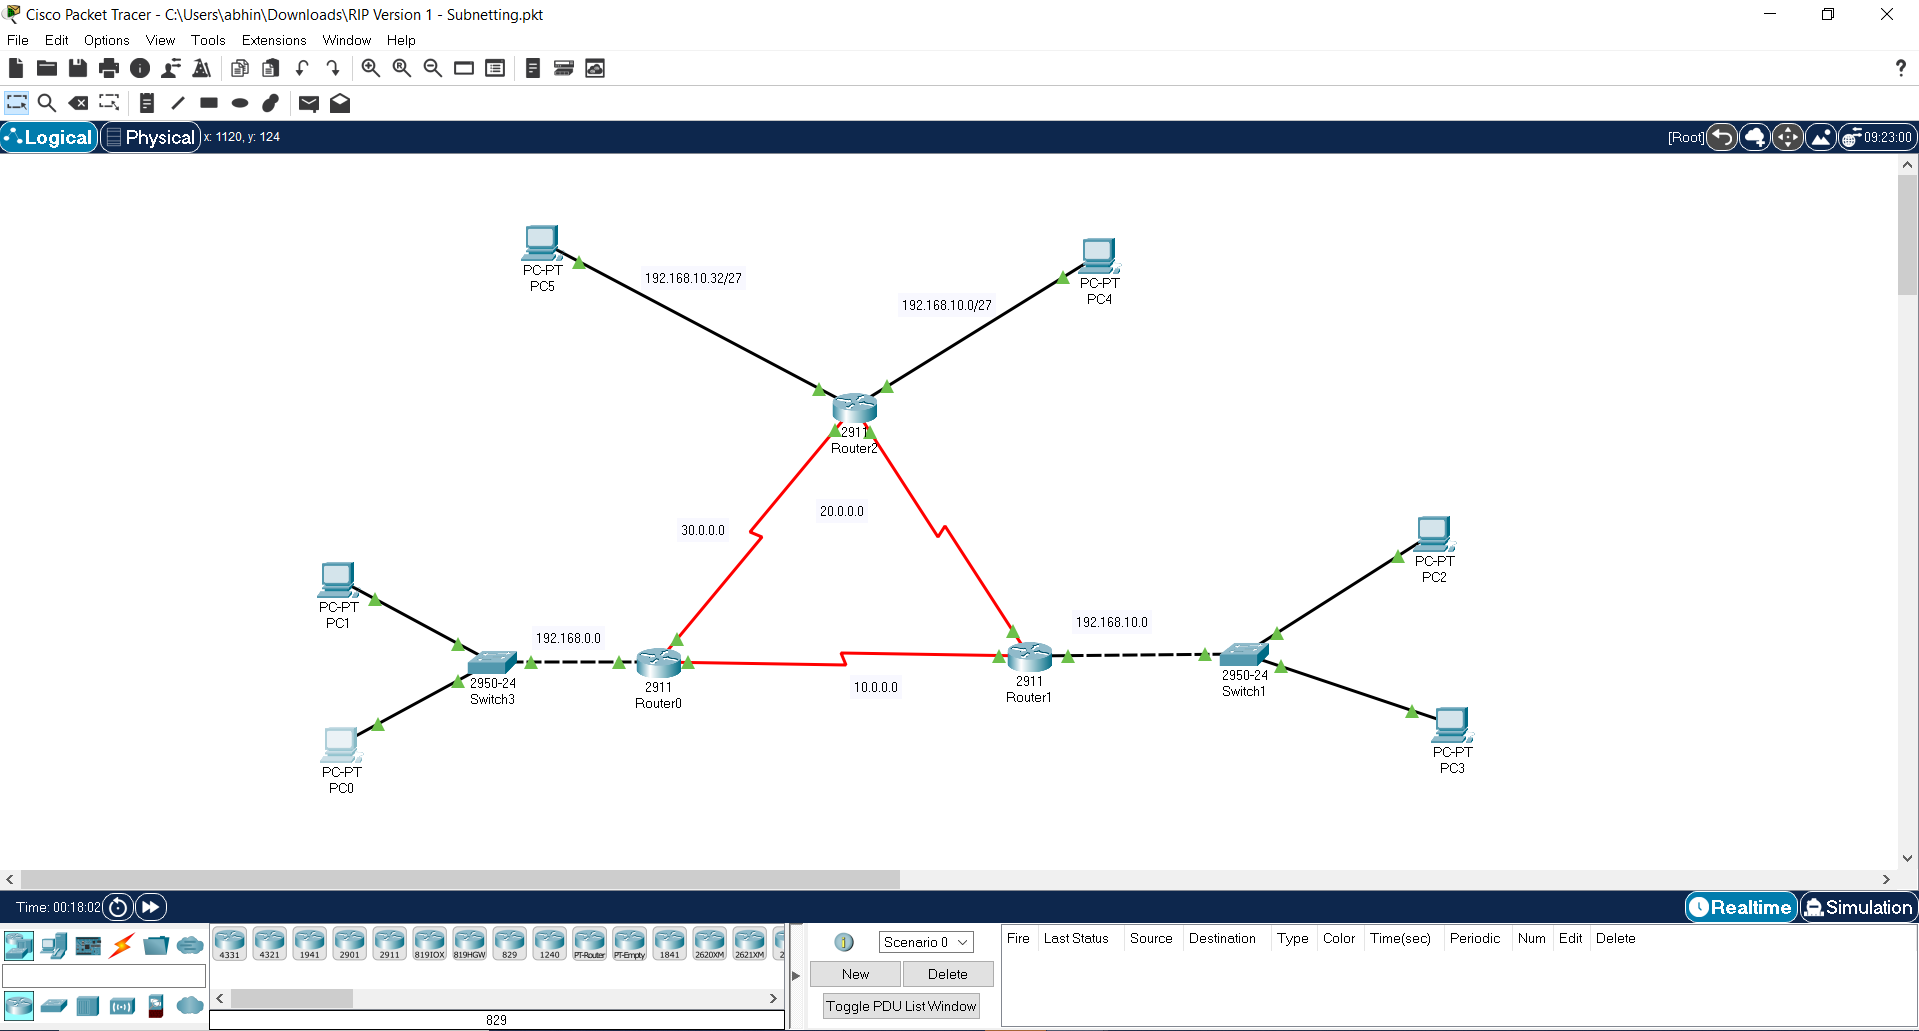 Cisco Packet Tracer - C:\Users\abhin\Downloads\RIP Version 1 - Subnetting.pkt
File Edit Options View Tools Extensions Window Help
?
Logical Physical x: 1120, y: 124 [Root] 09:23:00
PC-PT
PC5
192.168.10.32/27
PC-PT
PC4
192.168.10.0/27
2911
Router2
20.0.0.0
30.0.0.0
PC-PT
PC2
PC-PT
PC1
192.168.0.0
192.168.10.0
2950-24
Switch3
2911
Router0
10.0.0.0
2911
Router1
2950-24
Switch1
PC-PT
PC0
PC-PT
PC3
Time: 00:18:02 Realtime Simulation
4331 4321 1941 2901 2911 819IOX 819HGW 829 1240 PT-Router PT-Empty 1841 2620XM 2621XM 2
829
Scenario 0
New Delete
Toggle PDU List Window
Fire Last Status Source Destination Type Color Time(sec) Periodic Num Edit Delete